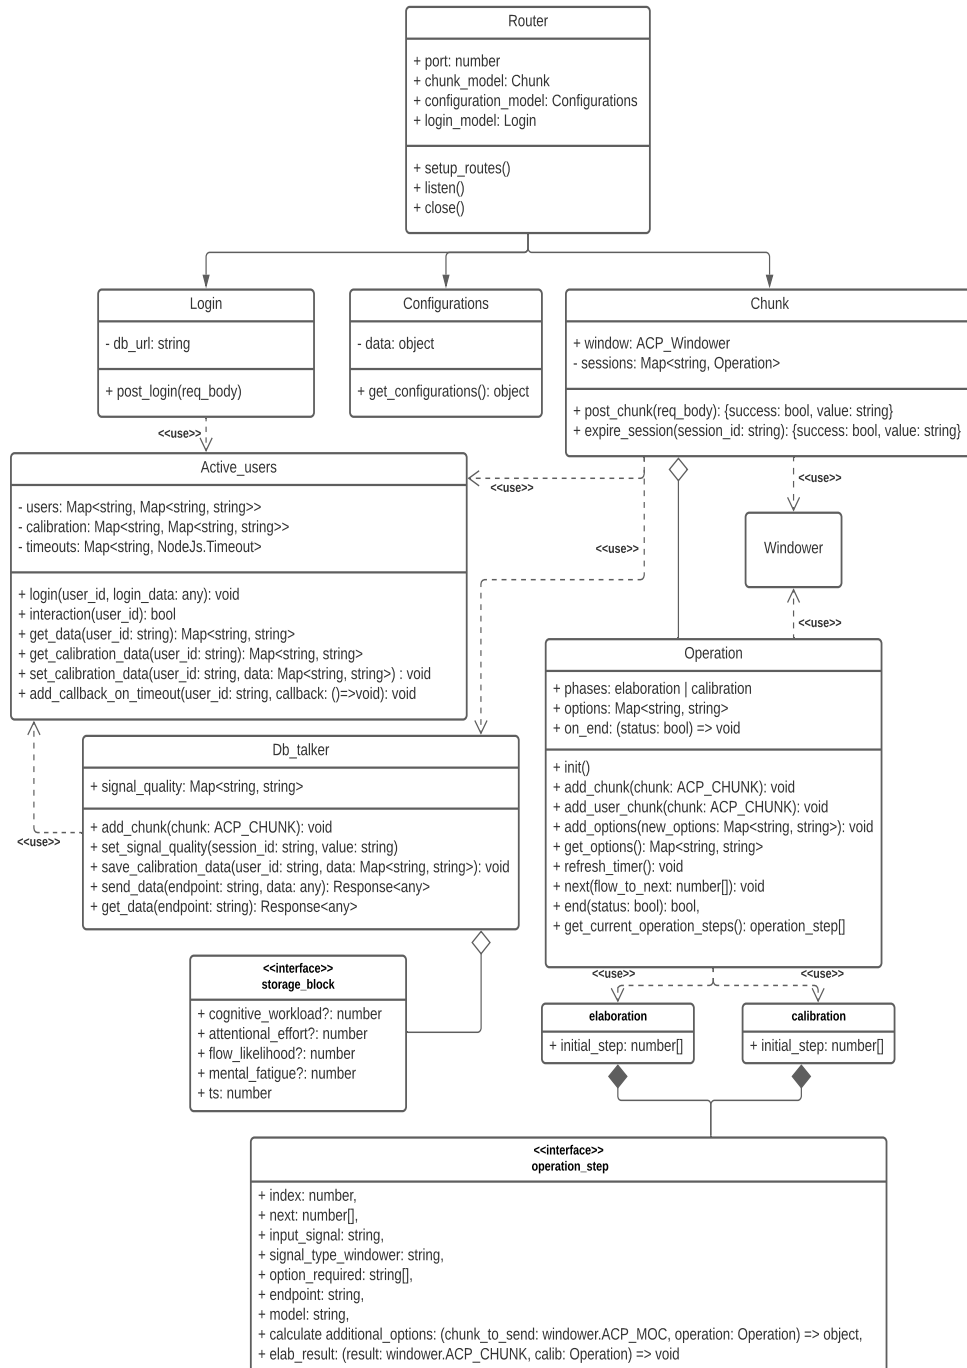 Router
+ port: number
+ chunk_model: Chunk
+ configuration_model: Configurations
+ login_model: Login
+ setup_routes()
+ listen()
+ close()
Login
- db_url: string
+ post_login(req_body)
Configurations
- data: object
+ get_configurations(): object
Chunk
+ window: ACP_Windower
- sessions: Map<string, Operation>
+ post_chunk(req_body): {success: bool, value: string}
+ expire_session(session_id: string): {success: bool, value: string}
<<use>>
<<use>>
<<use>>
<<use>>
Active_users
- users: Map<string, Map<string, string>>
- calibration: Map<string, Map<string, string>>
- timeouts: Map<string, NodeJs.Timeout>
+ login(user_id, login_data: any): void
+ interaction(user_id): bool
+ get_data(user_id: string): Map<string, string>
+ get_calibration_data(user_id: string): Map<string, string>
+ set_calibration_data(user_id: string, data: Map<string, string>) : void
+ add_callback_on_timeout(user_id: string, callback: ()=>void): void
Windower
<<use>>
Operation
+ phases: elaboration | calibration
+ options: Map<string, string>
+ on_end: (status: bool) => void
+ init()
+ add_chunk(chunk: ACP_CHUNK): void
+ add_user_chunk(chunk: ACP_CHUNK): void
+ add_options(new_options: Map<string, string>): void
+ get_options(): Map<string, string>
+ refresh_timer(): void
+ next(flow_to_next: number[]): void
+ end(status: bool): bool,
+ get_current_operation_steps(): operation_step[]
Db_talker
+ signal_quality: Map<string, string>
+ add_chunk(chunk: ACP_CHUNK): void
+ set_signal_quality(session_id: string, value: string)
+ save_calibration_data(user_id: string, data: Map<string, string>): void
+ send_data(endpoint: string, data: any): Response<any>
+ get_data(endpoint: string): Response<any>
<<use>>
<<interface>>
storage_block
+ cognitive_workload?: number
+ attentional_effort?: number
+ flow_likelihood?: number
+ mental_fatigue?: number
+ ts: number
<<use>>
<<use>>
elaboration
+ initial_step: number[]
calibration
+ initial_step: number[]
<<interface>>
operation_step
+ index: number,
+ next: number[],
+ input_signal: string,
+ signal_type_windower: string,
+ option_required: string[],
+ endpoint: string,
+ model: string,
+ calculate additional_options: (chunk_to_send: windower.ACP_MOC, operation: Operation) => object,
+ elab_result: (result: windower.ACP_CHUNK, calib: Operation) => void